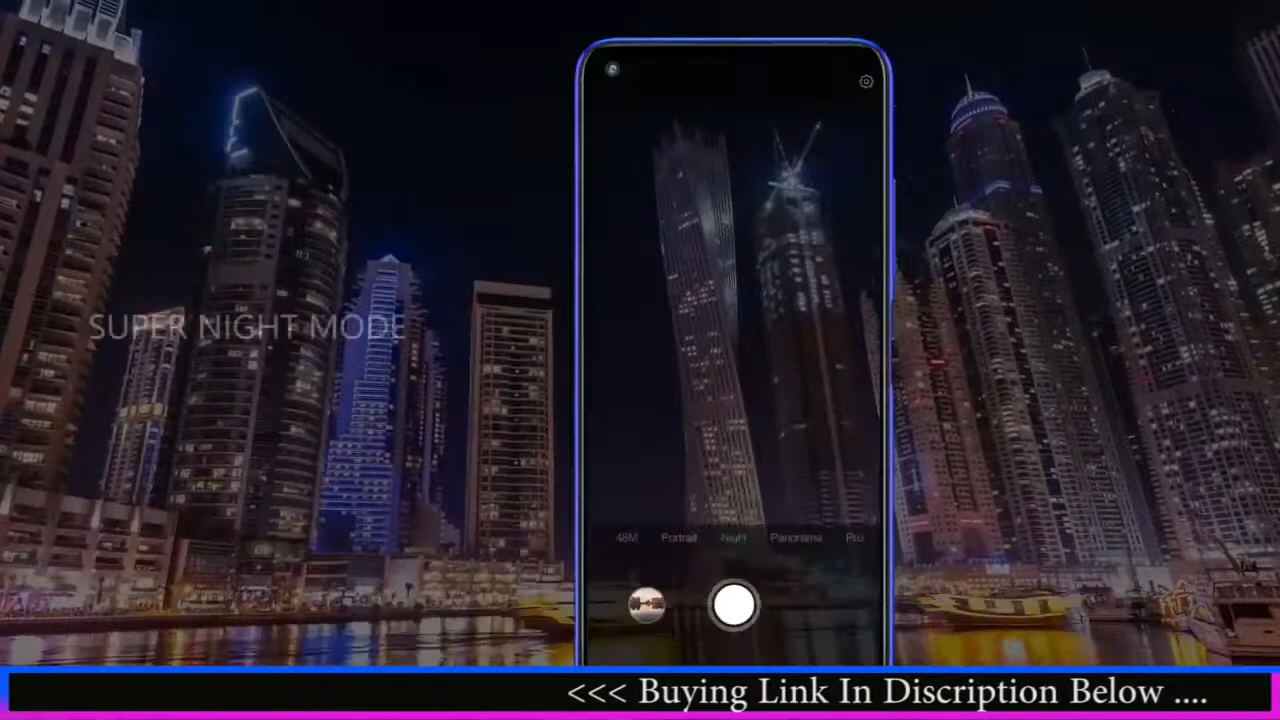 SUPER NIGHT MODE
48M Portrait Night Panorama Pro
<<< Buying Link In Discription Below ....